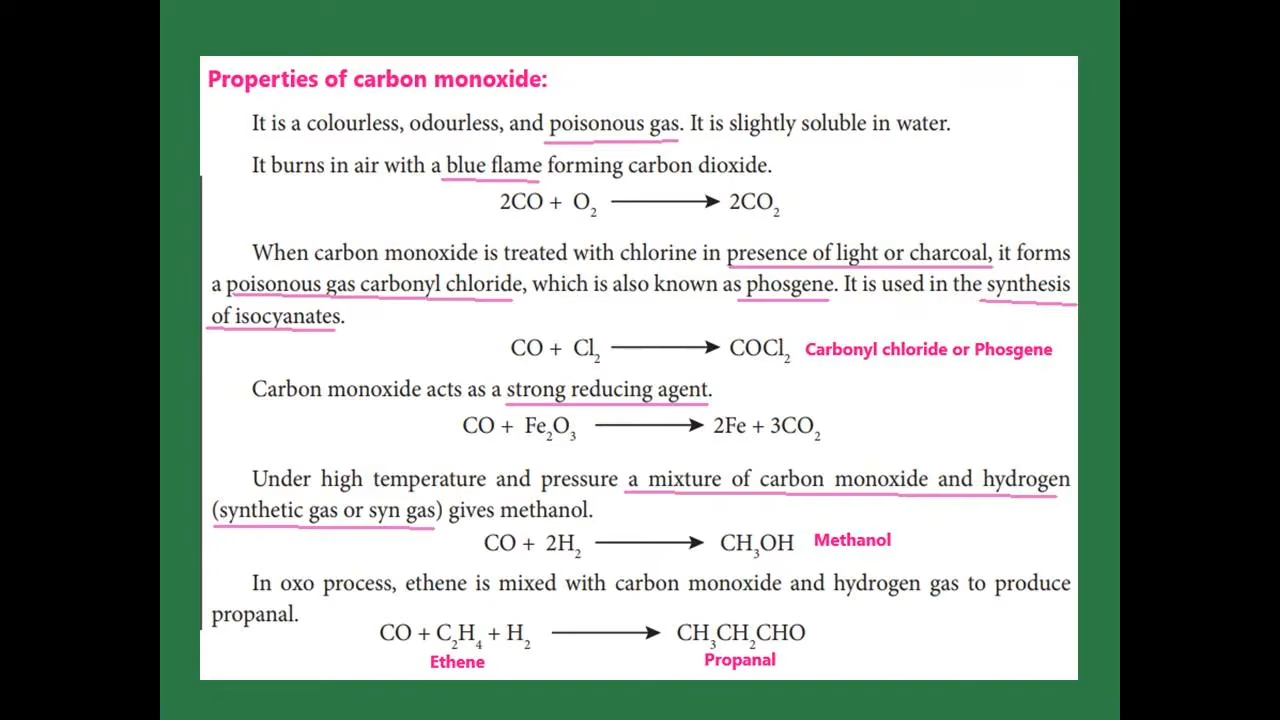 Properties of carbon monoxide:
It is a colourless, odourless, and poisonous gas. It is slightly soluble in water.
It burns in air with a blue flame forming carbon dioxide.
2CO + O₂ ⟶ 2CO₂
When carbon monoxide is treated with chlorine in presence of light or charcoal, it forms
a poisonous gas carbonyl chloride, which is also known as phosgene. It is used in the synthesis
of isocyanates.
CO + Cl₂ ⟶ COCl₂ Carbonyl chloride or Phosgene
Carbon monoxide acts as a strong reducing agent.
CO + Fe₂O₃ ⟶ 2Fe + 3CO₂
Under high temperature and pressure a mixture of carbon monoxide and hydrogen
(synthetic gas or syn gas) gives methanol.
CO + 2H₂ ⟶ CH₃OH Methanol
In oxo process, ethene is mixed with carbon monoxide and hydrogen gas to produce
propanal.
CO + C₂H₄ + H₂ ⟶ CH₃CH₂CHO
Ethene Propanal